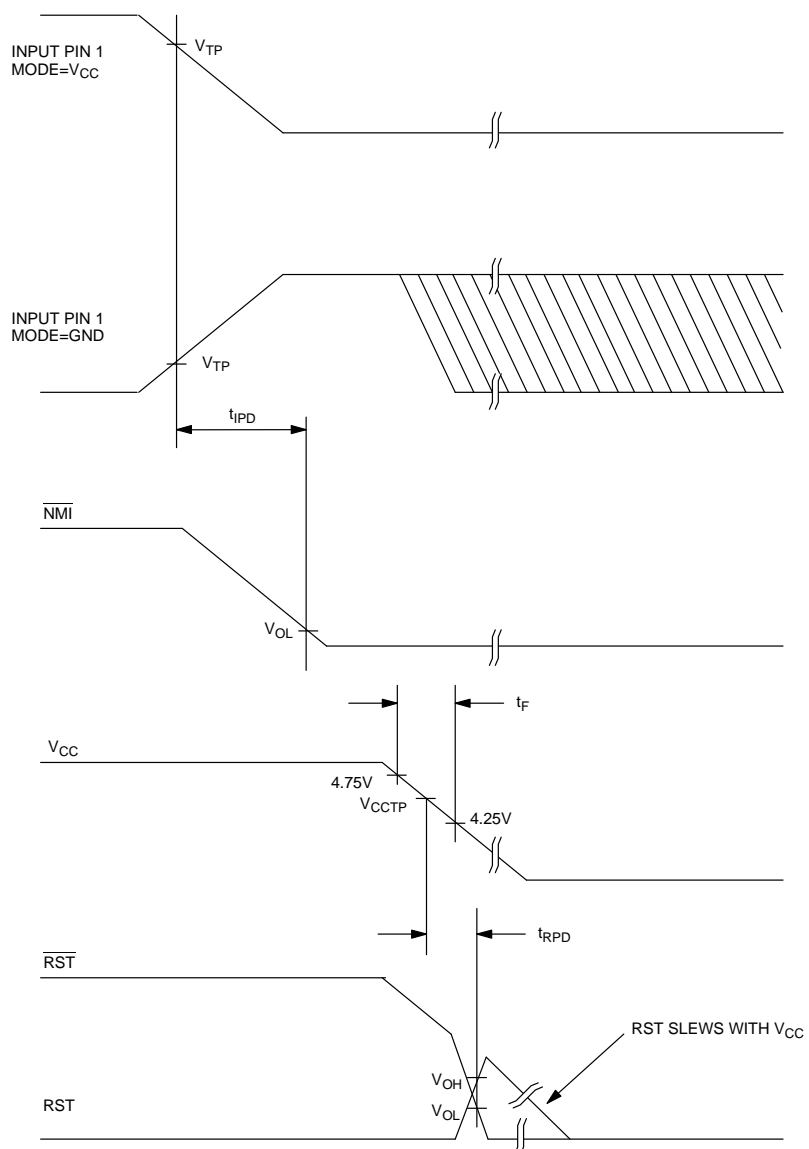 INPUT PIN 1
MODE=VCC
VTP
INPUT PIN 1
MODE=GND
VTP
tIPD
NMI
VOL
tF
VCC
4.75V
VCCTP
4.25V
tRPD
RST
RST SLEWS WITH VCC
VOH
RST
VOL